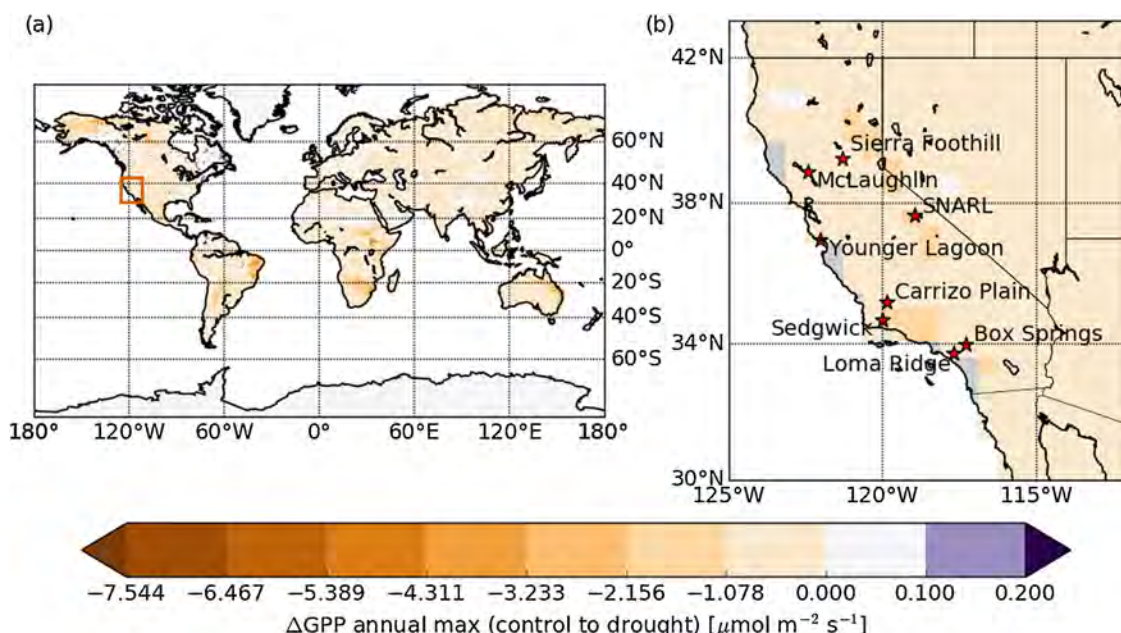 (a)
(b)
60°N
40°N
20°N
0°
20°S
40°S
60°S
180°
120°W
60°W
0°
60°E
120°E
180°
42°N
38°N
34°N
30°N
Sierra Foothill
McLaughlin
SNARL
Younger Lagoon
Carrizo Plain
Sedgwick
Box Springs
Loma Ridge
125°W
120°W
115°W
−7.544 −6.467 −5.389 −4.311 −3.233 −2.156 −1.078 0.000 0.100 0.200
ΔGPP annual max (control to drought) [μmol m⁻² s⁻¹]